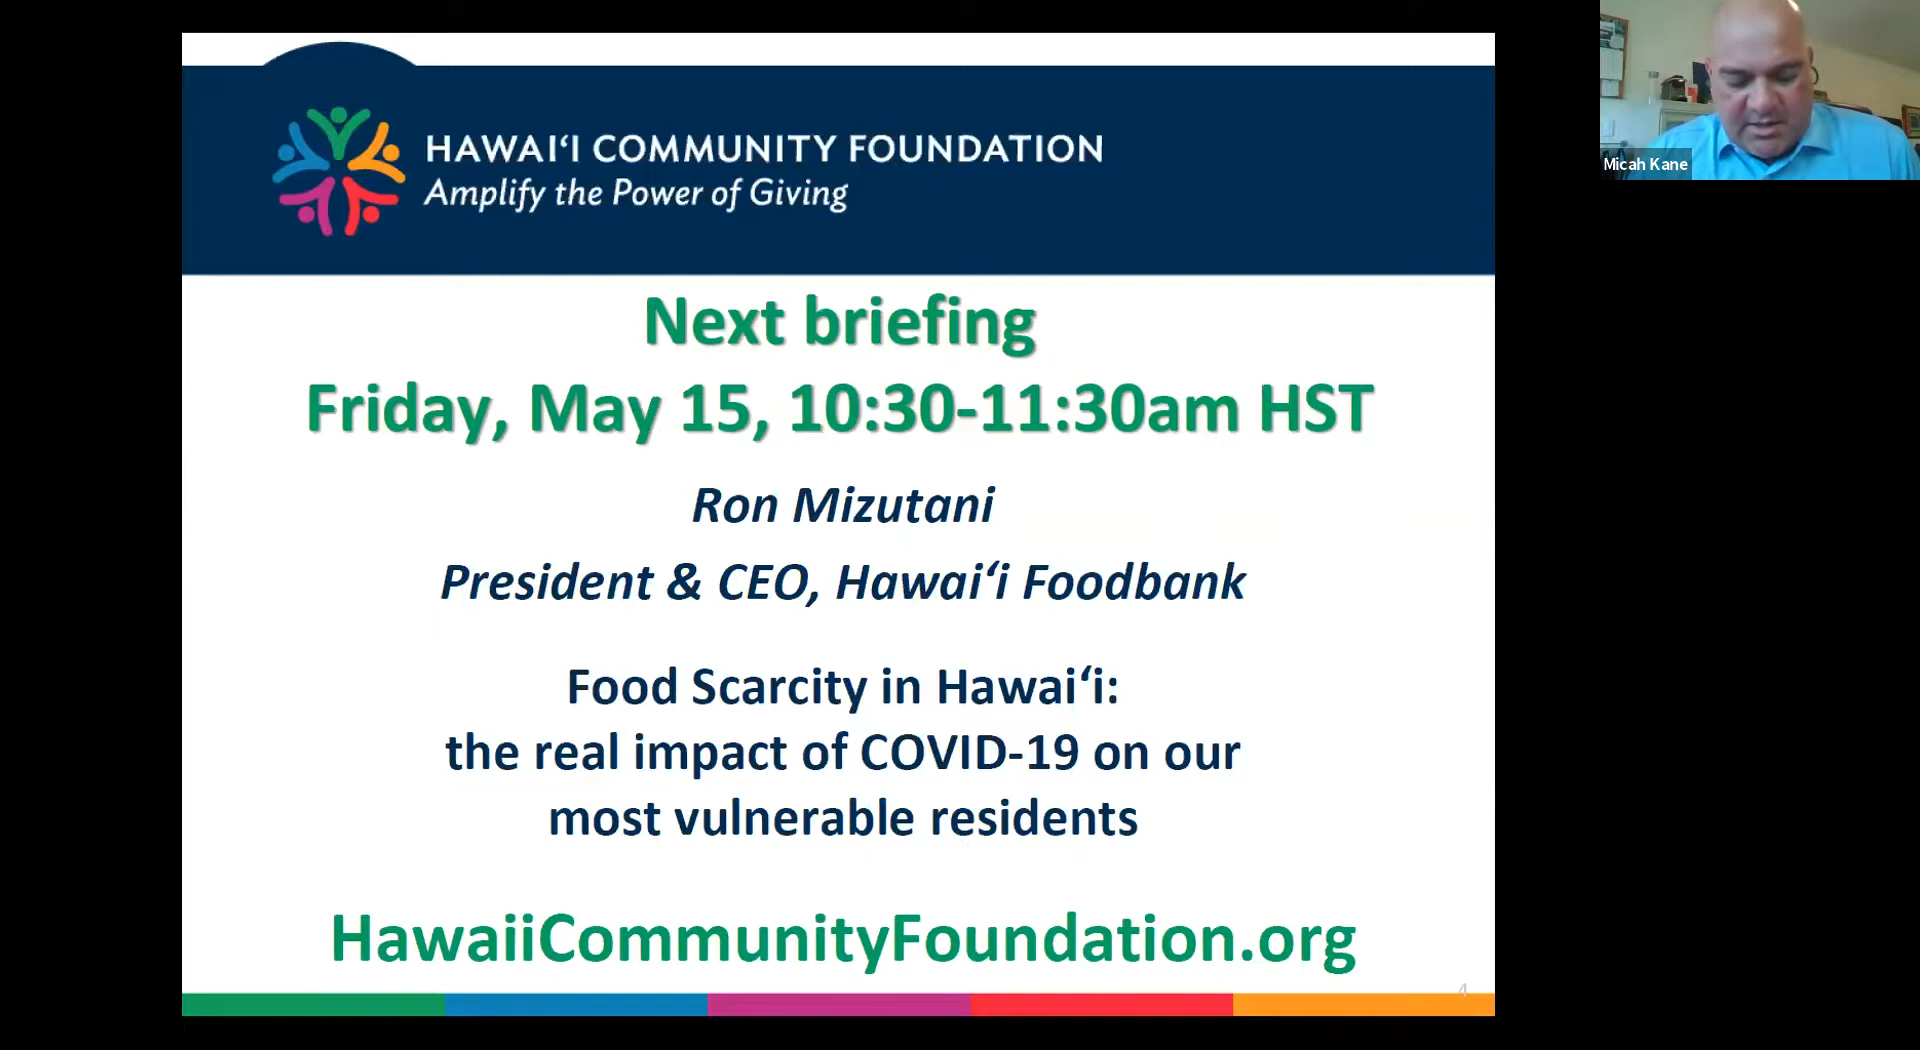 HAWAIʻI COMMUNITY FOUNDATION
Amplify the Power of Giving
Next briefing
Friday, May 15, 10:30-11:30am HST
Ron Mizutani
President & CEO, Hawaiʻi Foodbank
Food Scarcity in Hawaiʻi:
the real impact of COVID-19 on our
most vulnerable residents
HawaiiCommunityFoundation.org
4
Micah Kane